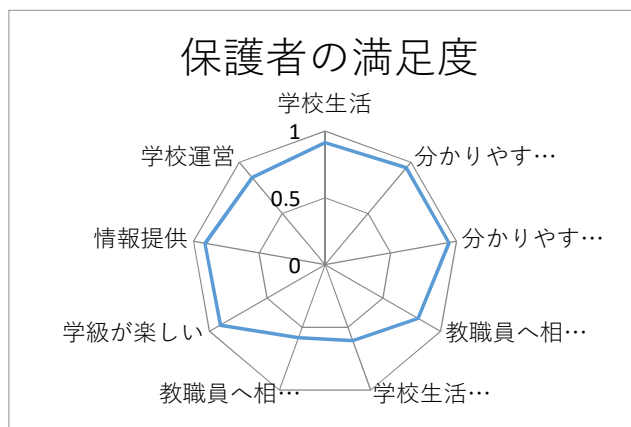 保護者の満足度
学校生活
分かりやす…
分かりやす…
教職員へ相…
学校生活…
教職員へ相…
学級が楽しい
情報提供
学校運営
1
0.5
0